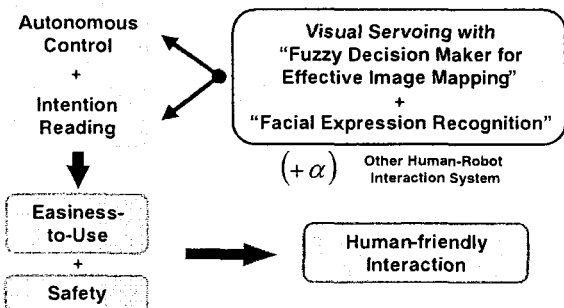 Autonomous
Control
+
Intention
Reading
Visual Servoing with
“Fuzzy Decision Maker for
Effective Image Mapping”
+
“Facial Expression Recognition”
(+ α)
Other Human-Robot
Interaction System
Easiness-
to-Use
+
Safety
Human-friendly
Interaction